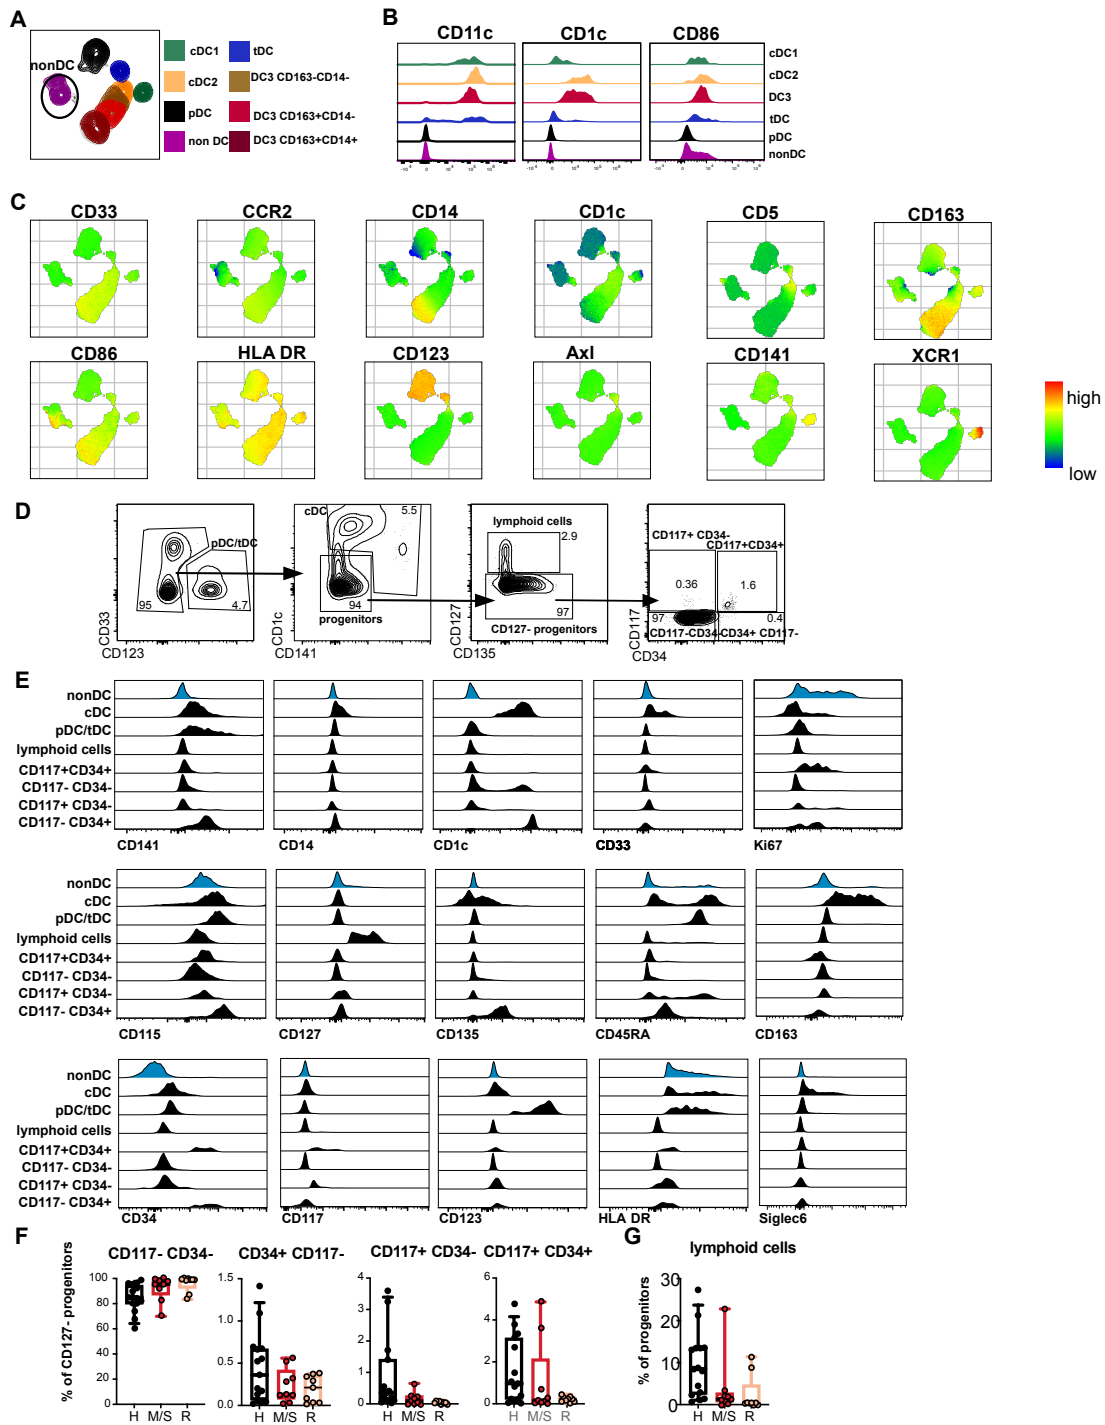 A
nonDC
cDC1
tDC
cDC2
DC3 CD163-CD14-
pDC
DC3 CD163+CD14-
non DC
DC3 CD163+CD14+
B
CD11c
CD1c
CD86
cDC1
cDC2
DC3
tDC
pDC
nonDC
C
CD33
CCR2
CD14
CD1c
CD5
CD163
CD86
HLA DR
CD123
Axl
CD141
XCR1
high
low
D
pDC/tDC
95
4.7
CD33
CD123
cDC
5.5
94
progenitors
CD1c
CD141
lymphoid cells
2.9
97
CD127- progenitors
CD127
CD135
CD117+ CD34-
CD117+CD34+
0.36
1.6
97
0.4
CD117-CD34-
CD34+ CD117-
CD117
CD34
E
nonDC
cDC
pDC/tDC
lymphoid cells
CD117+CD34+
CD117- CD34-
CD117+ CD34-
CD117- CD34+
CD141
CD14
CD1c
CD33
Ki67
nonDC
cDC
pDC/tDC
lymphoid cells
CD117+CD34+
CD117- CD34-
CD117+ CD34-
CD117- CD34+
CD115
CD127
CD135
CD45RA
CD163
nonDC
cDC
pDC/tDC
lymphoid cells
CD117+CD34+
CD117- CD34-
CD117+ CD34-
CD117- CD34+
CD34
CD117
CD123
HLA DR
Siglec6
F
CD117- CD34-
CD34+ CD117-
CD117+ CD34-
CD117+ CD34+
% of CD127- progenitors
100
80
60
40
20
0
H M/S R
1.5
1.0
0.5
0.0
H M/S R
4
2
0
H M/S R
6
4
2
0
H M/S R
G
lymphoid cells
% of progenitors
30
20
10
0
H M/S R